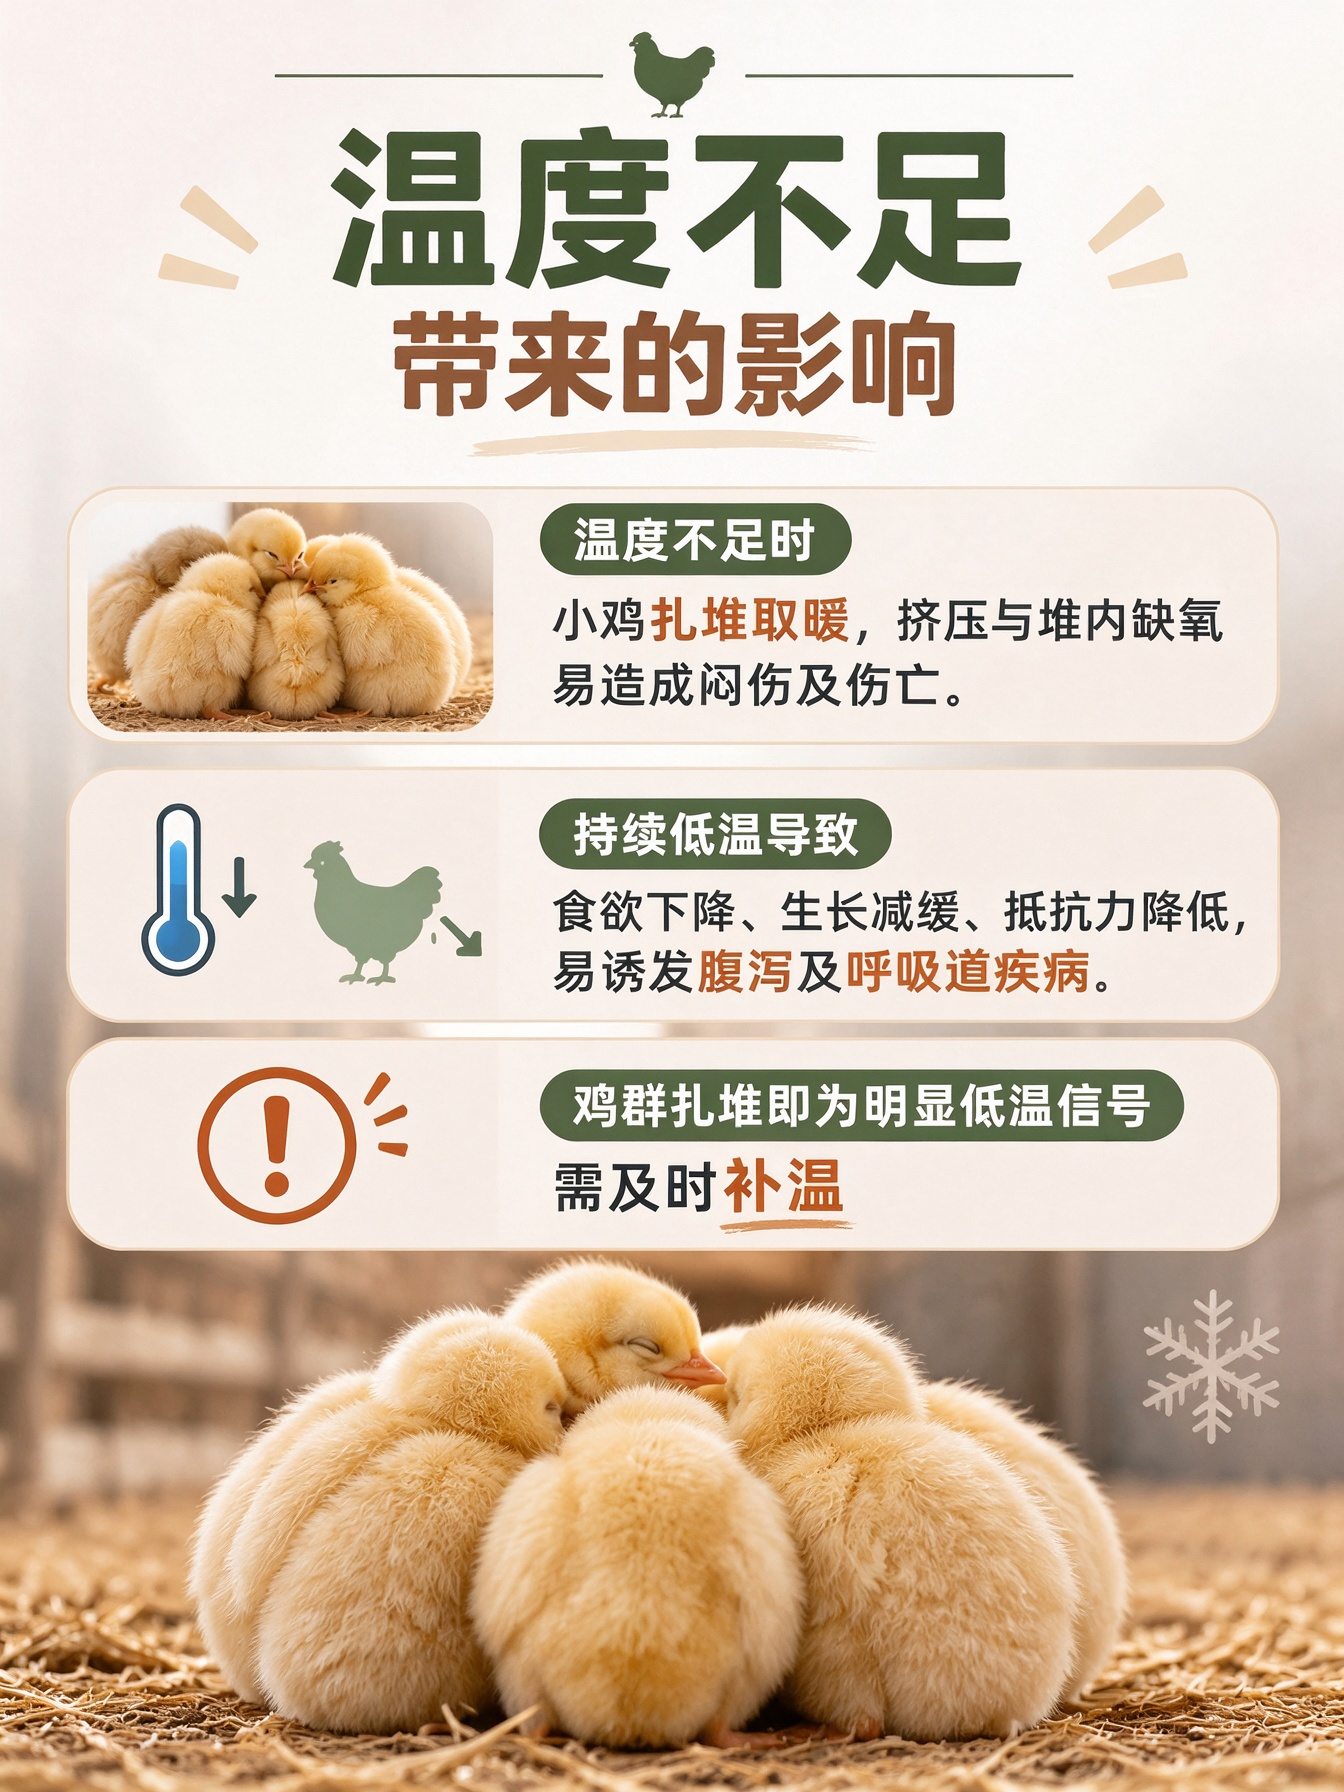 温度不足
带来的影响
温度不足时
小鸡扎堆取暖，挤压与堆内缺氧
易造成闷伤及伤亡。
持续低温导致
食欲下降、生长减缓、抵抗力降低，
易诱发腹泻及呼吸道疾病。
鸡群扎堆即为明显低温信号
需及时补温